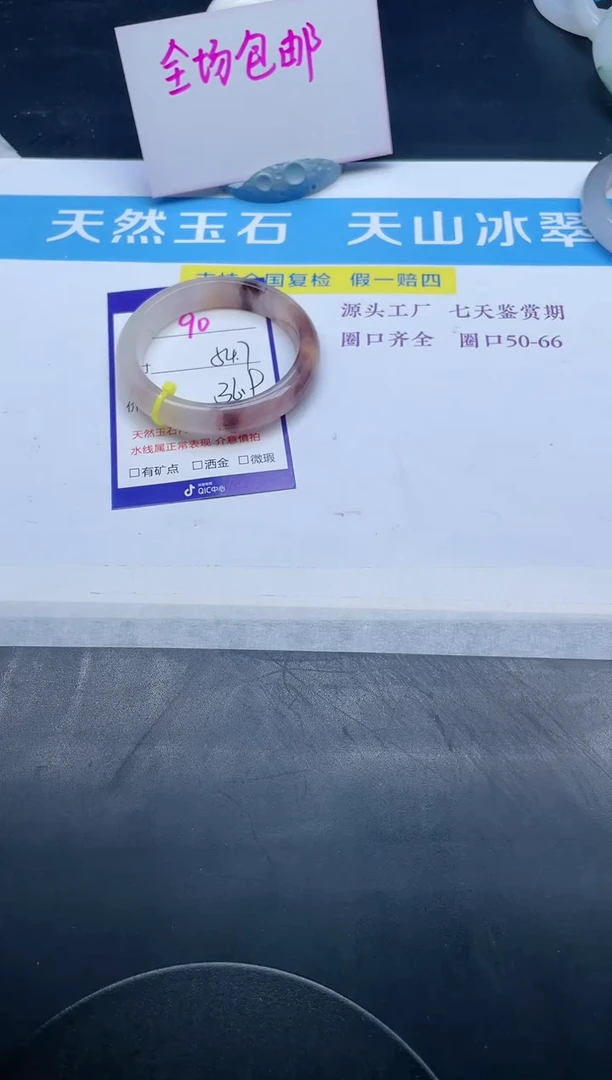 全场包邮
天然玉石 天山冰翠
支持全国复检 假一赔四
源头工厂 七天鉴赏期
圈口齐全 圈口50-66
90
54.7
36.P
天然玉石
水线属正常表现 介意慎拍
□有矿点 □洒金 □微瑕
QIC中心